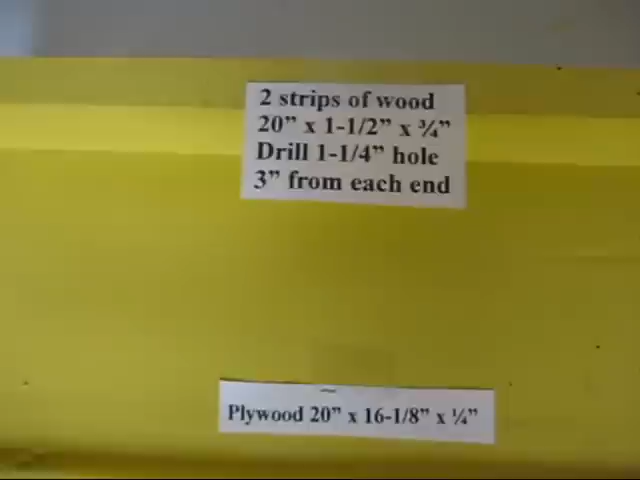 2 strips of wood
20” x 1-1/2” x ¾”
Drill 1-1/4” hole
3” from each end
Plywood 20” x 16-1/8” x ¼”